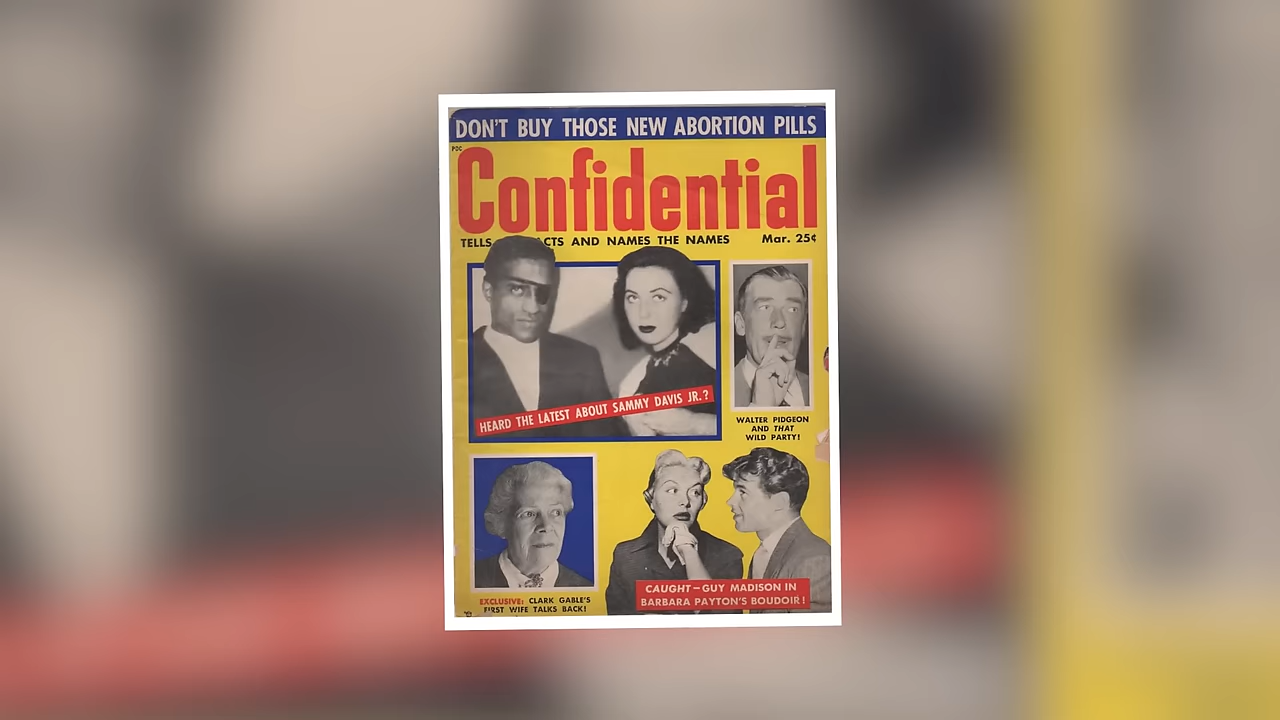 DON'T BUY THOSE NEW ABORTION PILLS
POC
Confidential
TELLS ACTS AND NAMES THE NAMES Mar. 25¢
HEARD THE LATEST ABOUT SAMMY DAVIS JR.?
WALTER PIDGEON
AND THAT
WILD PARTY!
EXCLUSIVE: CLARK GABLE'S
FIRST WIFE TALKS BACK!
CAUGHT—GUY MADISON IN
BARBARA PAYTON'S BOUDOIR!